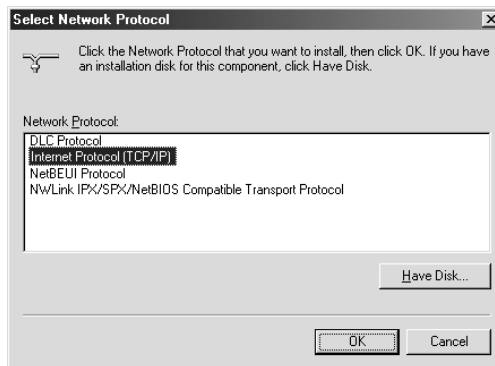 Select Network Protocol
Click the Network Protocol that you want to install, then click OK. If you have
an installation disk for this component, click Have Disk.
Network Protocol:
DLC Protocol
Internet Protocol (TCP/IP)
NetBEUI Protocol
NWLink IPX/SPX/NetBIOS Compatible Transport Protocol
Have Disk...
OK
Cancel